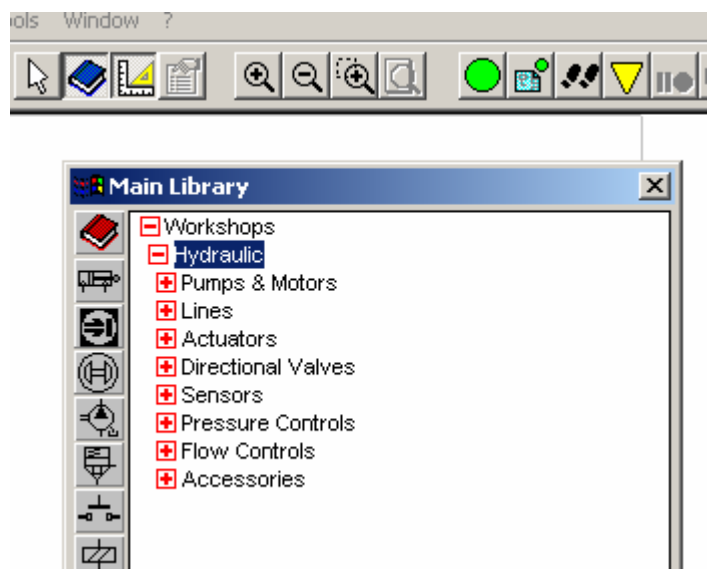 ols Window ?
Main Library
Workshops
Hydraulic
Pumps & Motors
Lines
Actuators
Directional Valves
Sensors
Pressure Controls
Flow Controls
Accessories